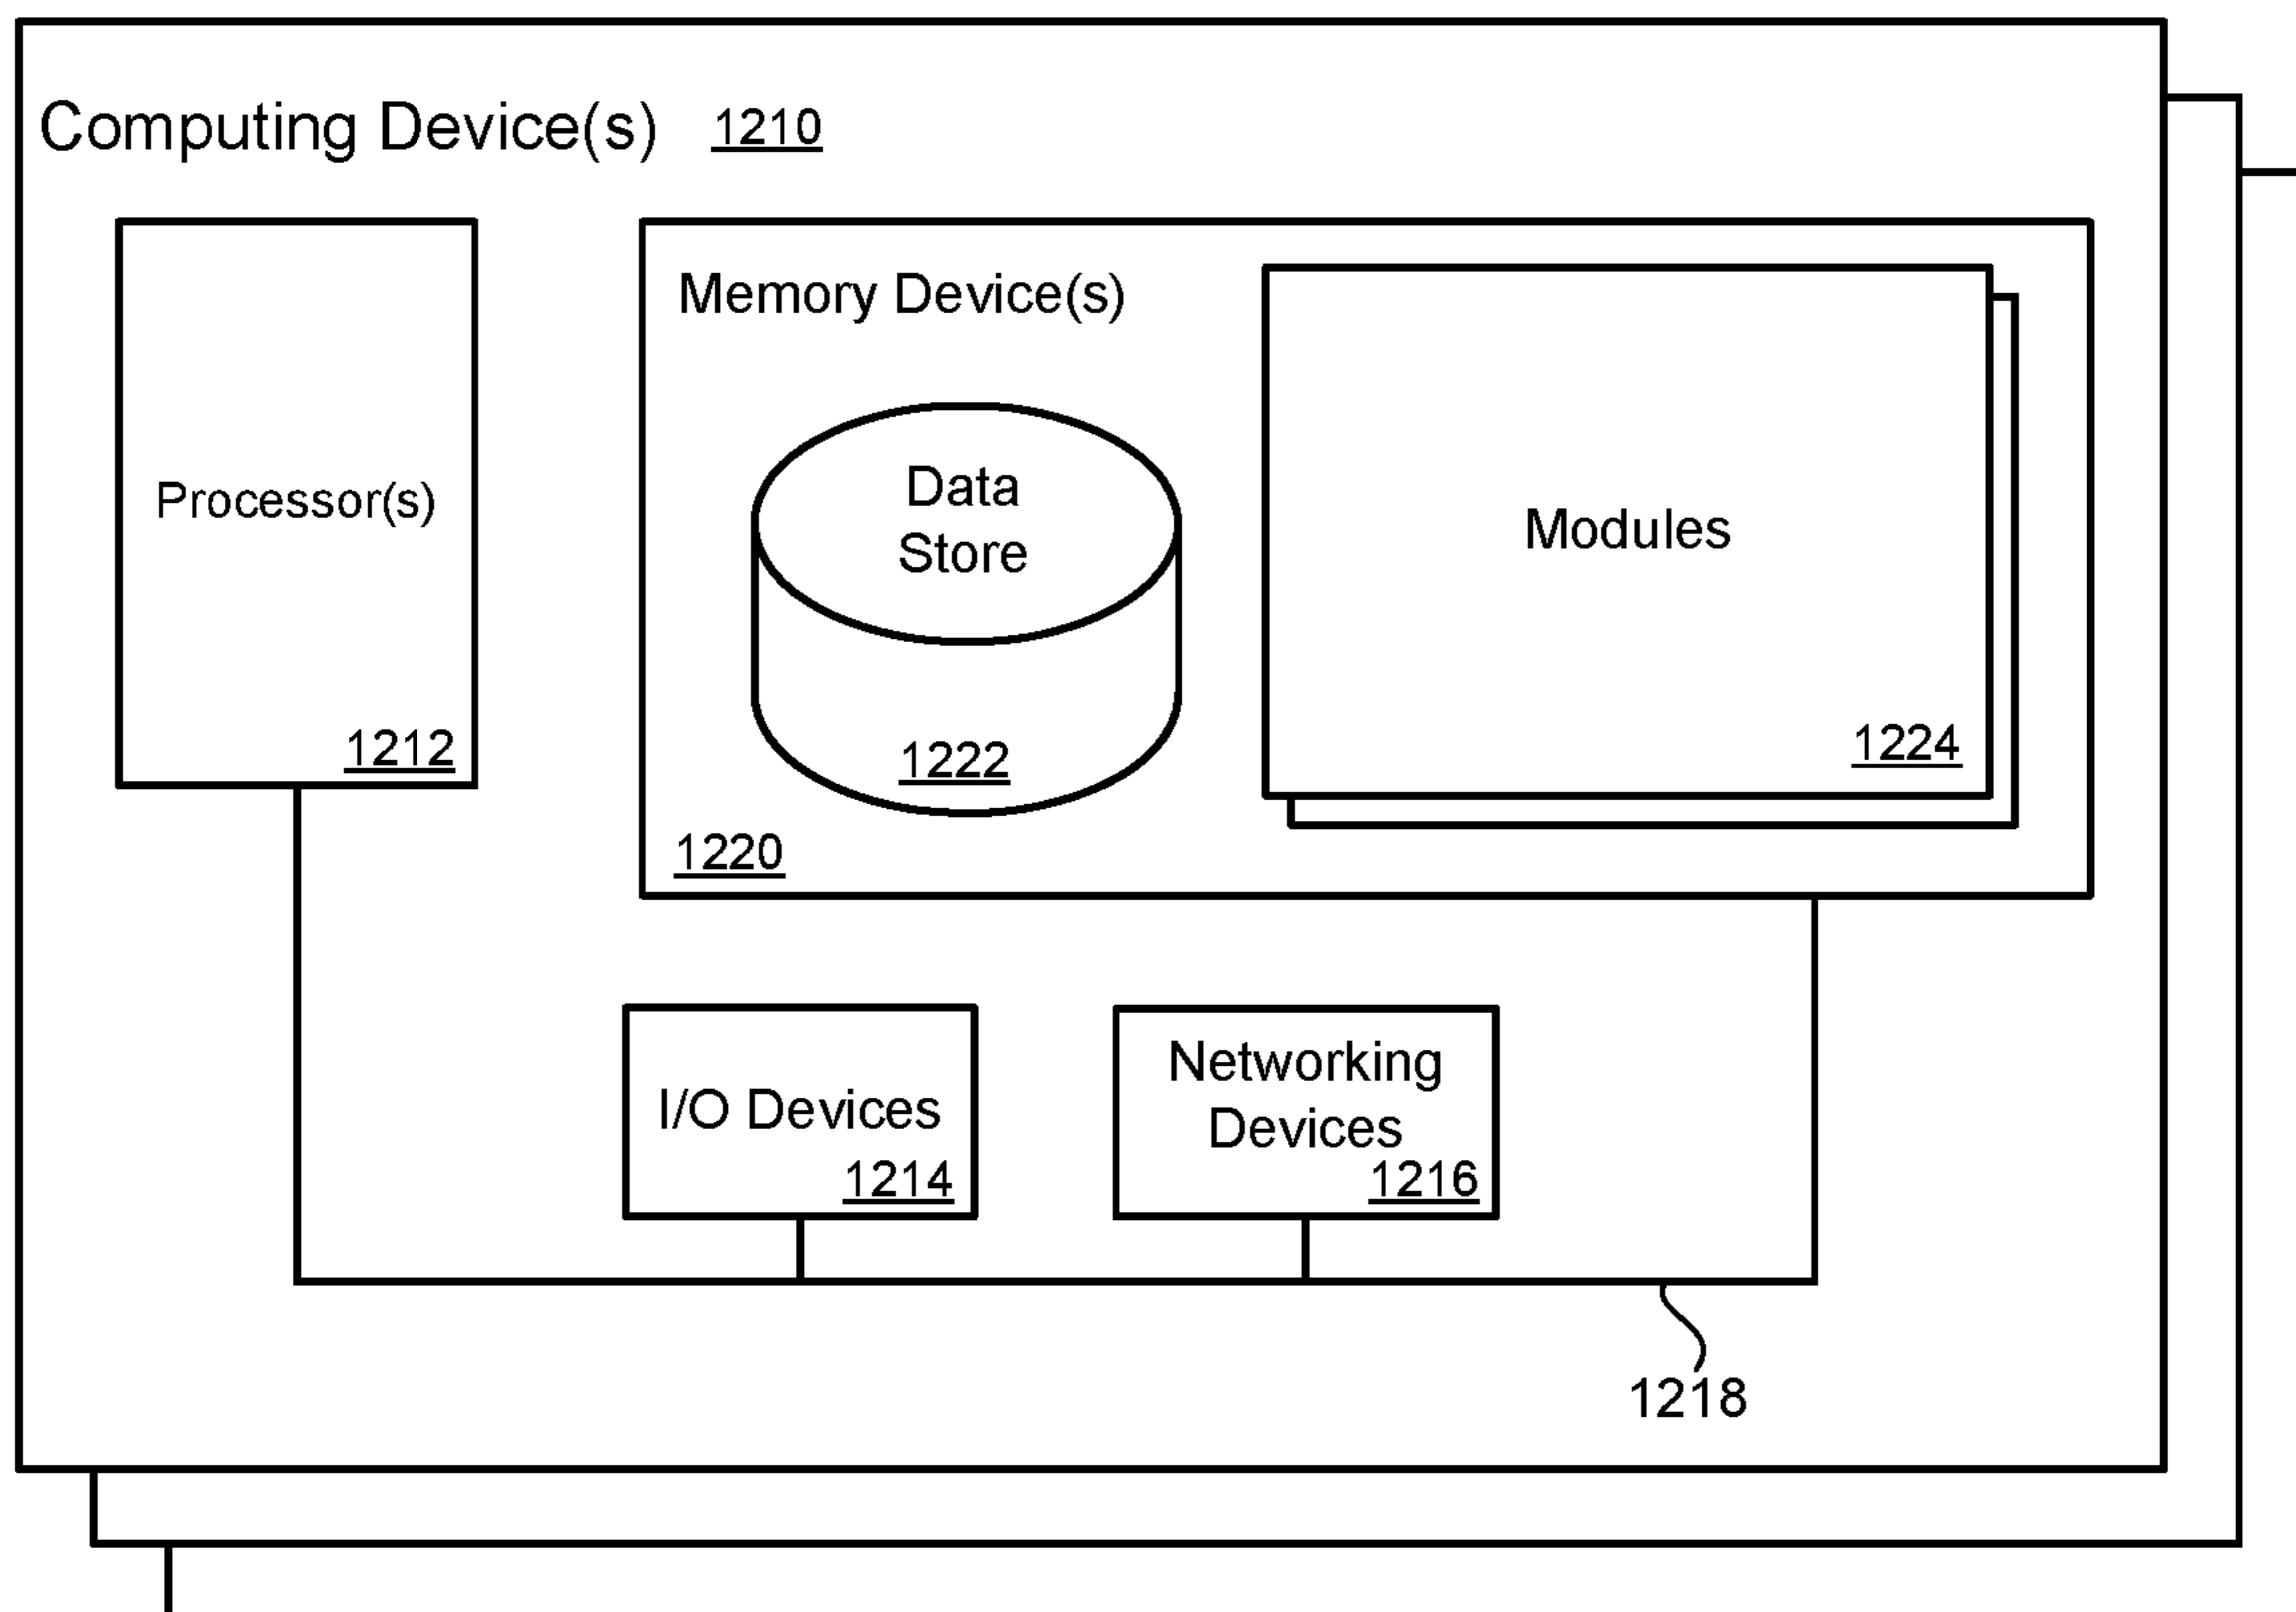 Computing Device(s) 1210
Processor(s)
1212
Memory Device(s)
Data
Store
1222
1220
Modules
1224
I/O Devices
1214
Networking
Devices
1216
1218